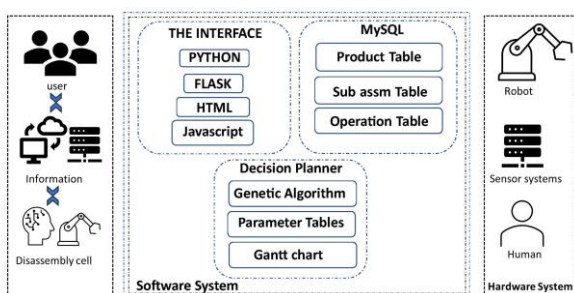 user
Information
Disassembly cell
THE INTERFACE
PYTHON
FLASK
HTML
Javascript
MySQL
Product Table
Sub assm Table
Operation Table
Decision Planner
Genetic Algorithm
Parameter Tables
Gantt chart
Software System
Robot
Sensor systems
Human
Hardware System